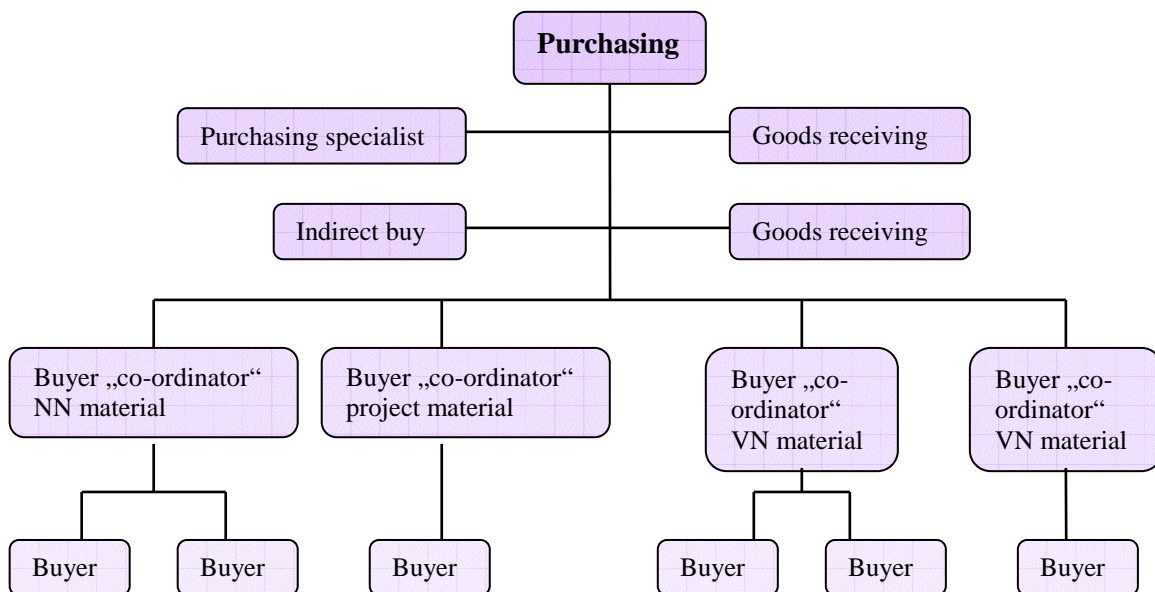 Purchasing
Purchasing specialist
Goods receiving
Indirect buy
Goods receiving
Buyer „co-ordinator“
NN material
Buyer „co-ordinator“
project material
Buyer „co-
ordinator“
VN material
Buyer „co-
ordinator“
VN material
Buyer
Buyer
Buyer
Buyer
Buyer
Buyer